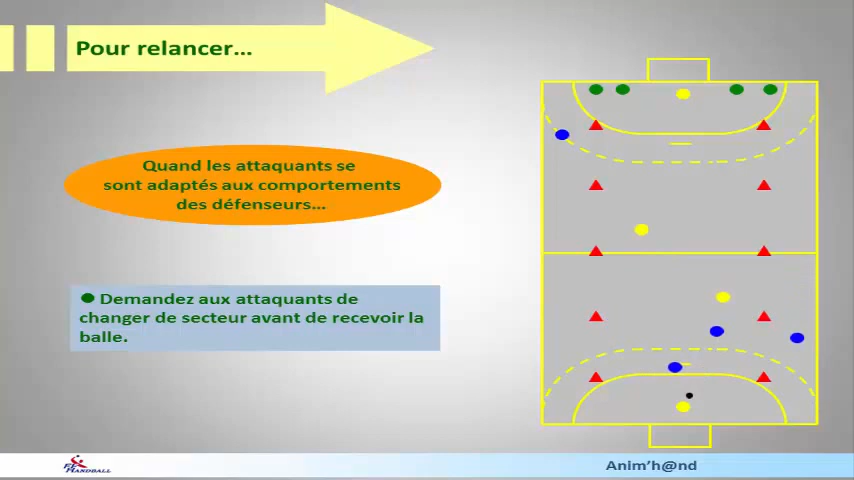 Pour relancer...
Quand les attaquants se
sont adaptés aux comportements
des défenseurs...
Demandez aux attaquants de
changer de secteur avant de recevoir la
balle.
FF HANDBALL
Anim'h@nd